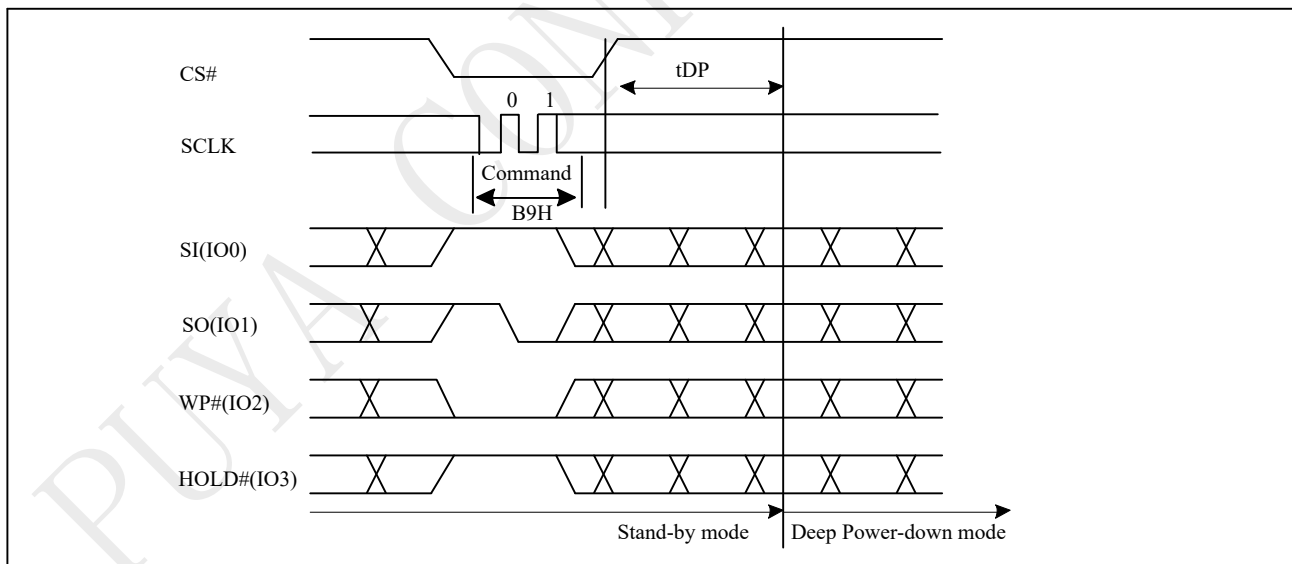 CS#
tDP
0 1
SCLK
Command
B9H
SI(IO0)
SO(IO1)
WP#(IO2)
HOLD#(IO3)
Stand-by mode Deep Power-down mode
PUYA